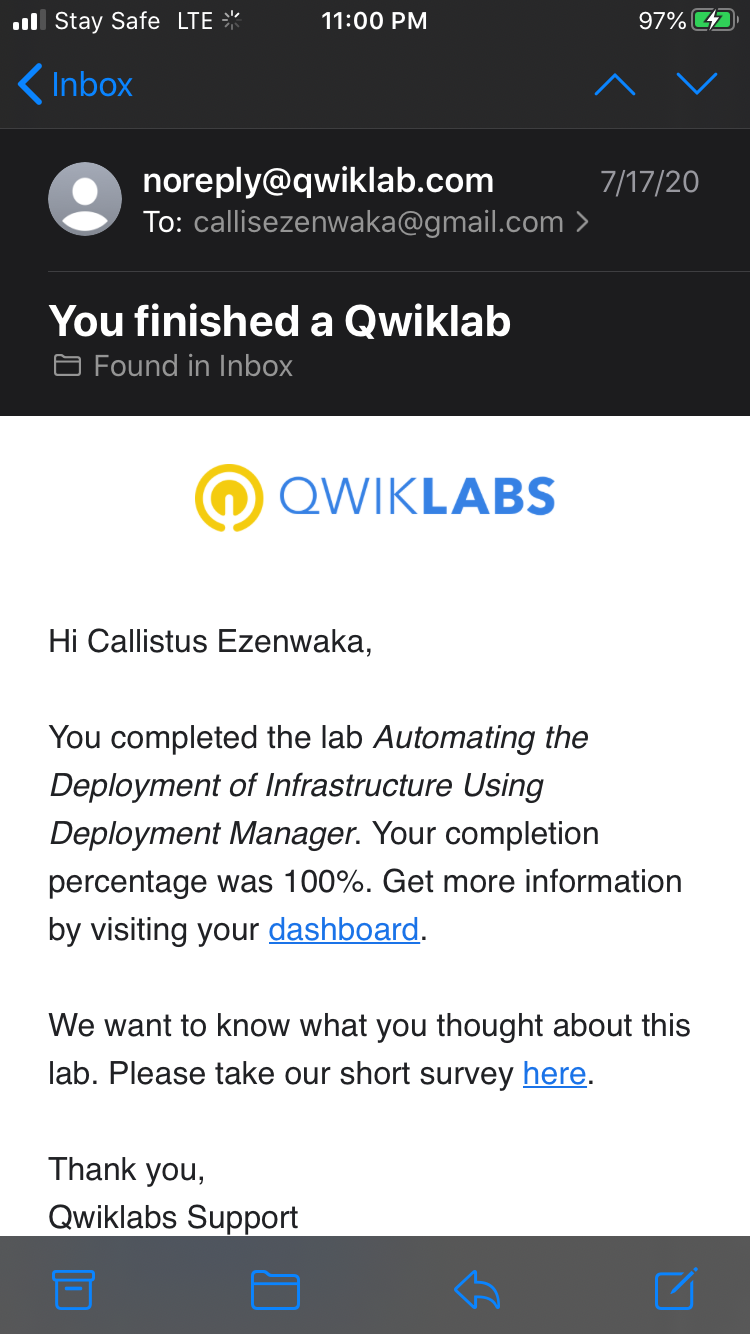 Stay Safe LTE 11:00 PM 97%
Inbox
noreply@qwiklab.com 7/17/20
To: callisezenwaka@gmail.com
You finished a Qwiklab
Found in Inbox
QWIKLABS
Hi Callistus Ezenwaka,
You completed the lab Automating the
Deployment of Infrastructure Using
Deployment Manager. Your completion
percentage was 100%. Get more information
by visiting your dashboard.
We want to know what you thought about this
lab. Please take our short survey here.
Thank you,
Qwiklabs Support